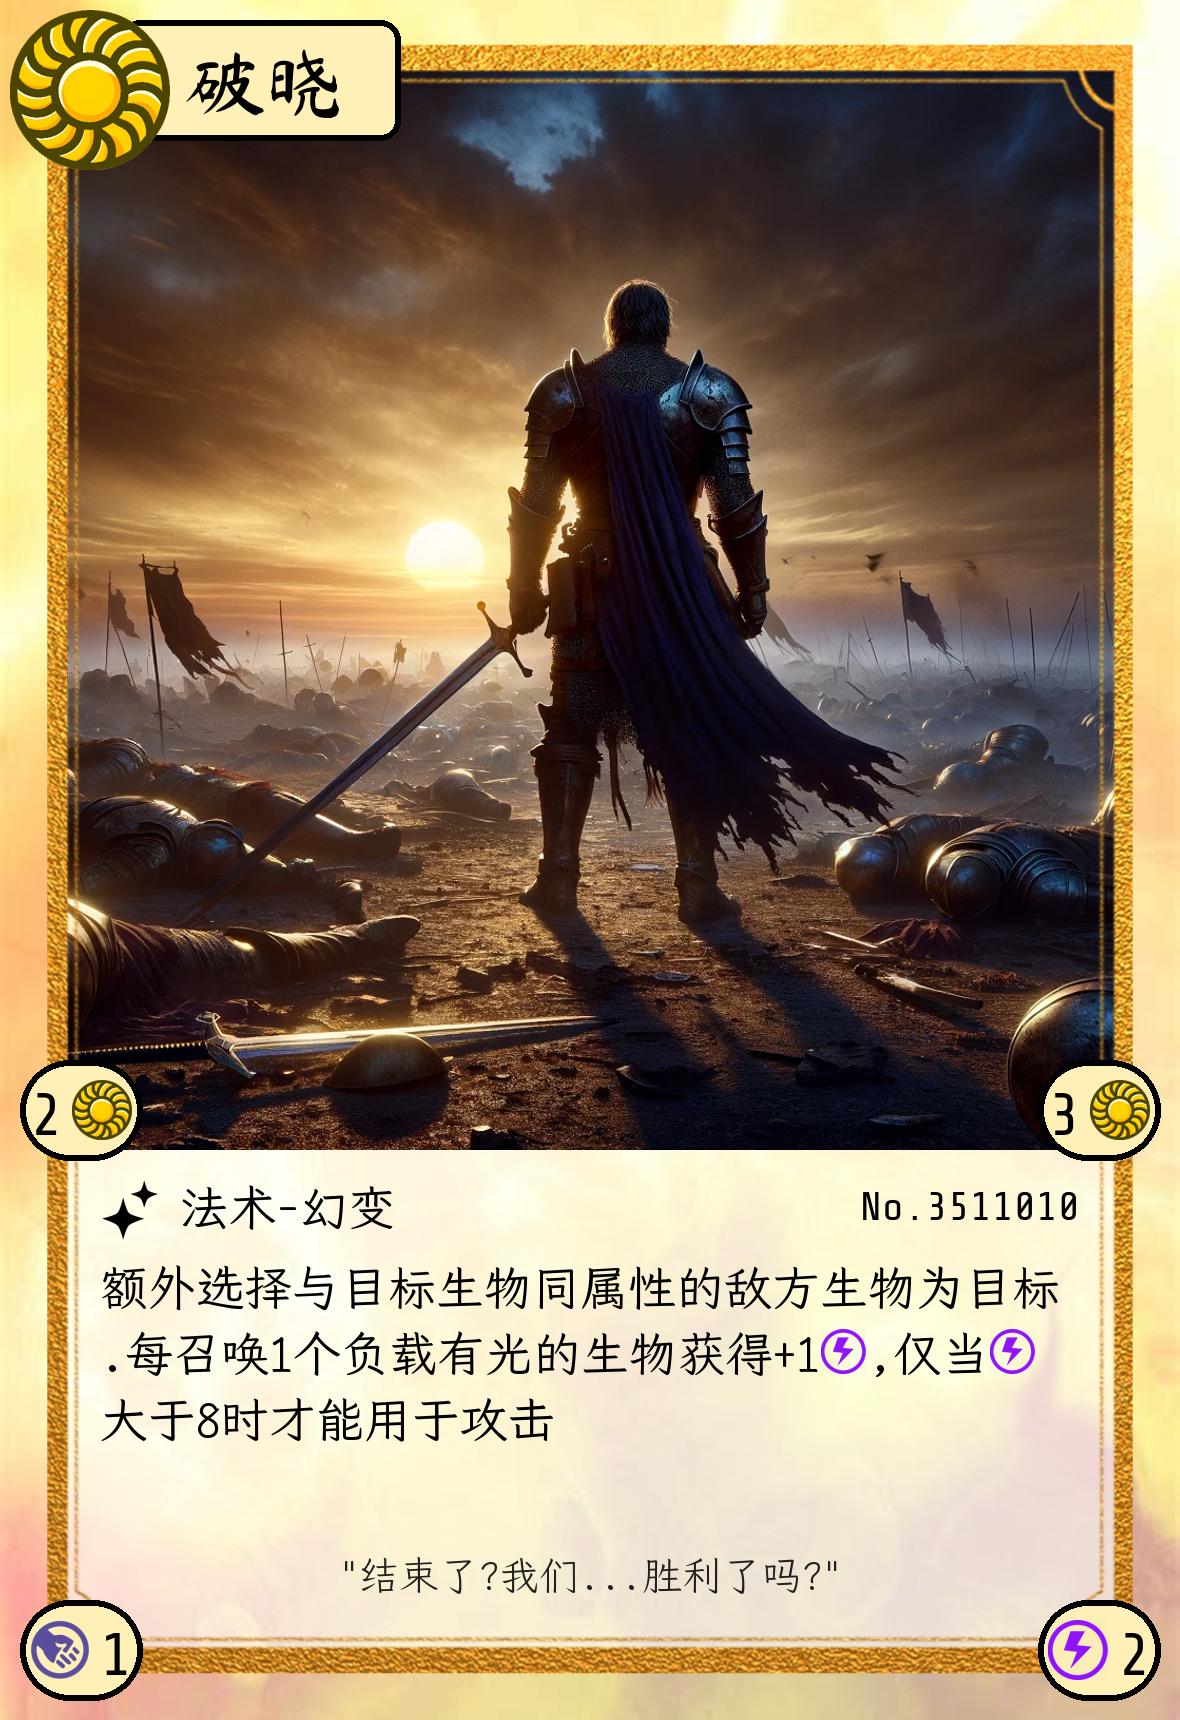 破晓
2
3
法术-幻变
No.3511010
额外选择与目标生物同属性的敌方生物为目标
.每召唤1个负载有光的生物获得+1,仅当
大于8时才能用于攻击
"结束了?我们...胜利了吗?"
1
2